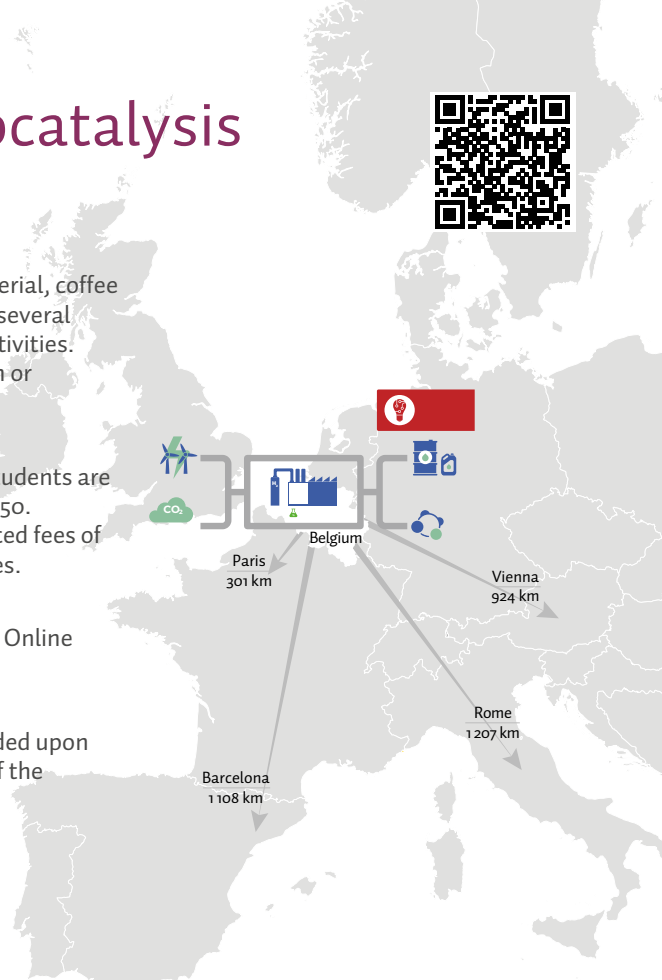 ocatalysis
erial, coffee
several
tivities.
n or
udents are
50.
ted fees of
es.
Online
ded upon
f the
CO₂
H₂
Belgium
Paris
301 km
Vienna
924 km
Rome
1 207 km
Barcelona
1 108 km